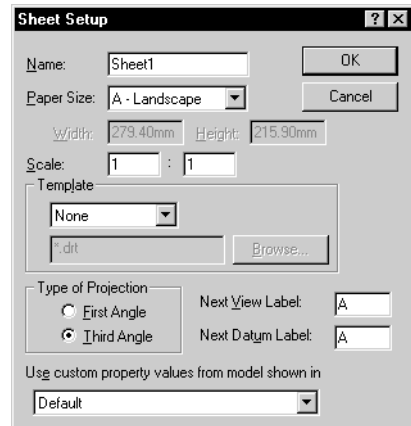 Sheet Setup
Name: Sheet1 OK
Paper Size: A - Landscape Cancel
Width: 279.40mm Height: 215.90mm
Scale: 1 : 1
Template
None
*.drt Browse...
Type of Projection
First Angle Next View Label: A
Third Angle Next Datum Label: A
Use custom property values from model shown in
Default